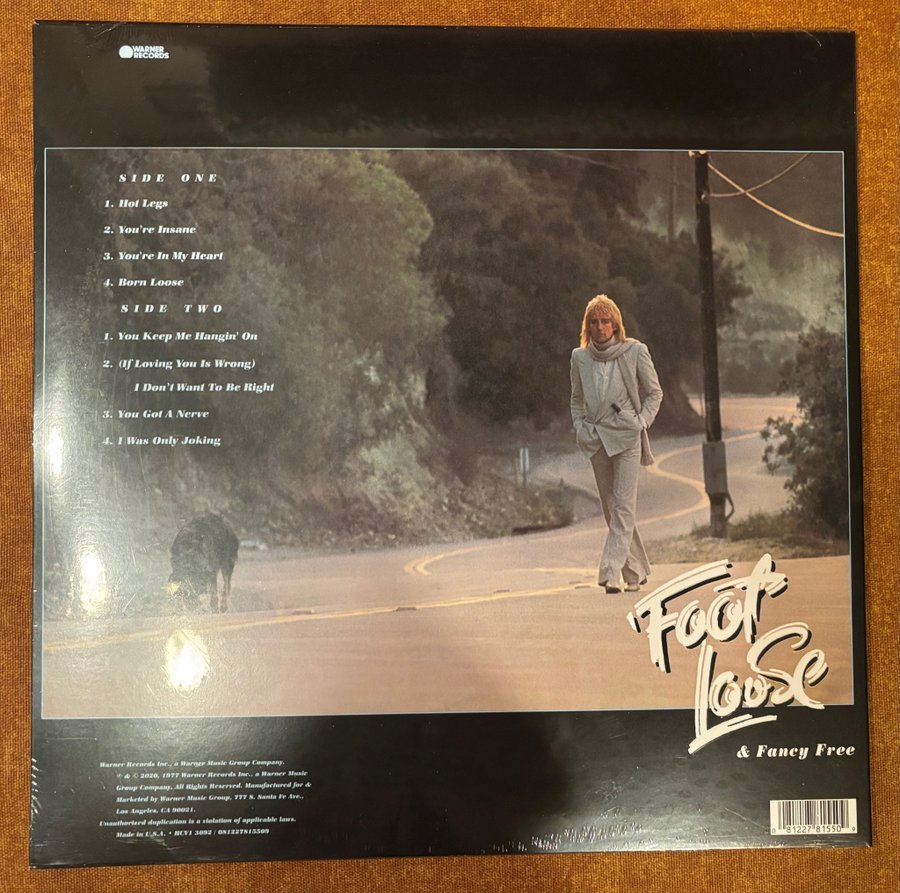 WARNER
RECORDS
SIDE ONE
1. Hot Legs
2. You're Insane
3. You're In My Heart
4. Born Loose
SIDE TWO
1. You Keep Me Hangin' On
2. (If Loving You Is Wrong)
I Don't Want To Be Right
3. You Got A Nerve
4. I Was Only Joking
Foot
Loose
& Fancy Free
Warner Records Inc., a Warner Music Group Company.
℗ & © 2020, 1977 Warner Records Inc., a Warner Music
Group Company. All Rights Reserved. Manufactured for &
Marketed by Warner Music Group, 777 S. Santa Fe Ave.,
Los Angeles, CA 90021.
Unauthorized duplication is a violation of applicable laws.
Made in U.S.A. • RCV1 3092 / 081227815509
0 81227 81550 9